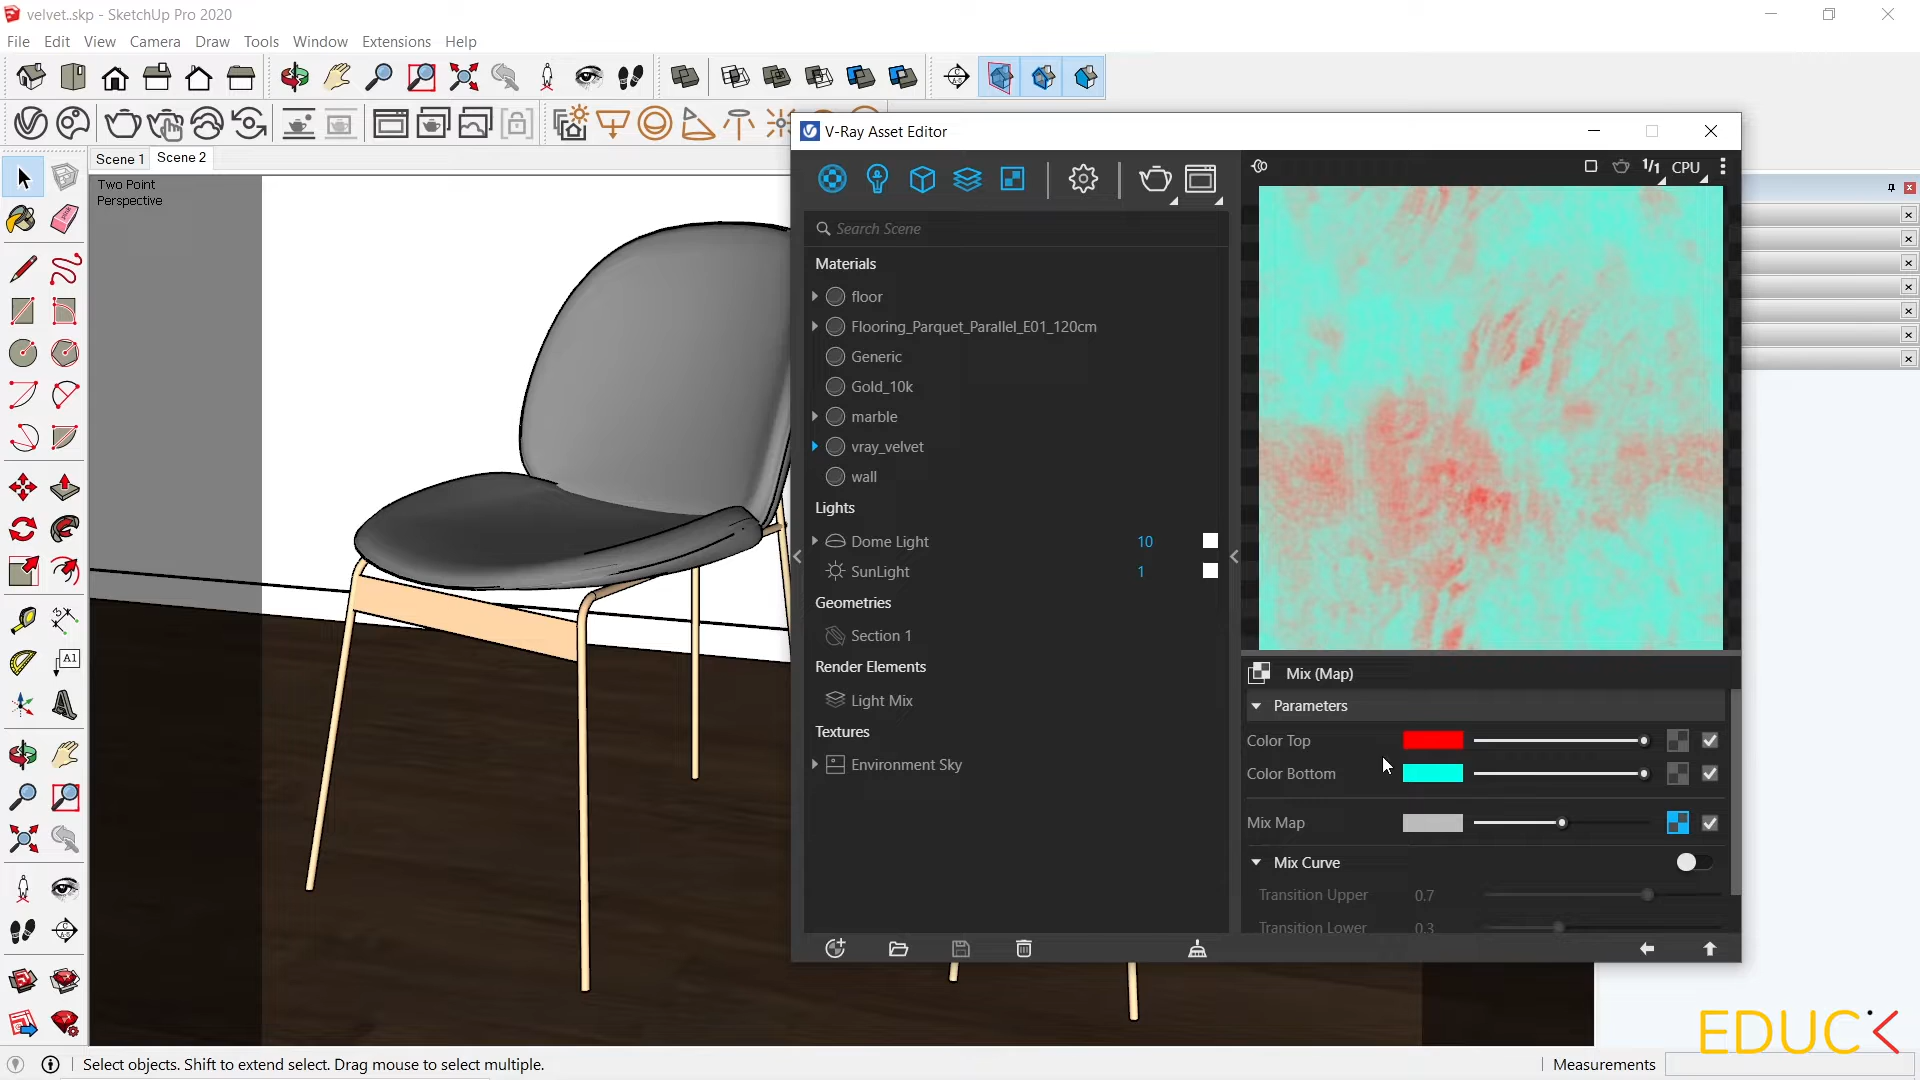 velvet..skp - SketchUp Pro 2020
File Edit View Camera Draw Tools Window Extensions Help
Scene 1 Scene 2
Two Point
Perspective
A1
V-Ray Asset Editor
1/1 CPU
Search Scene
Materials
floor
Flooring_Parquet_Parallel_E01_120cm
Generic
Gold_10k
marble
vray_velvet
wall
Lights
Dome Light 10
SunLight 1
Geometries
Section 1
Render Elements
Light Mix
Textures
Environment Sky
Mix (Map)
Parameters
Color Top
Color Bottom
Mix Map
Mix Curve
Transition Upper 0.7
Transition Lower 0.3
EDUCK
Select objects. Shift to extend select. Drag mouse to select multiple.
Measurements